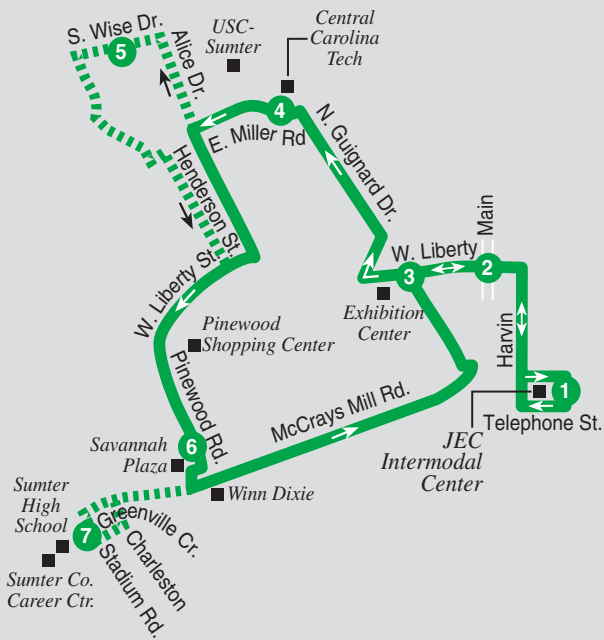 S. Wise Dr.
5
Alice Dr.
USC-
Sumter
Central
Carolina
Tech
4
E. Miller Rd
N. Guignard Dr.
Henderson St.
W. Liberty St.
W. Liberty
Main
2
3
Exhibition
Center
Harvin
1
Telephone St.
JEC
Intermodal
Center
Pinewood
Shopping Center
Pinewood Rd.
McCrays Mill Rd.
6
Savannah
Plaza
Winn Dixie
Sumter
High
School
7
Greenville Cr.
Charleston
Stadium Rd.
Sumter Co.
Career Ctr.